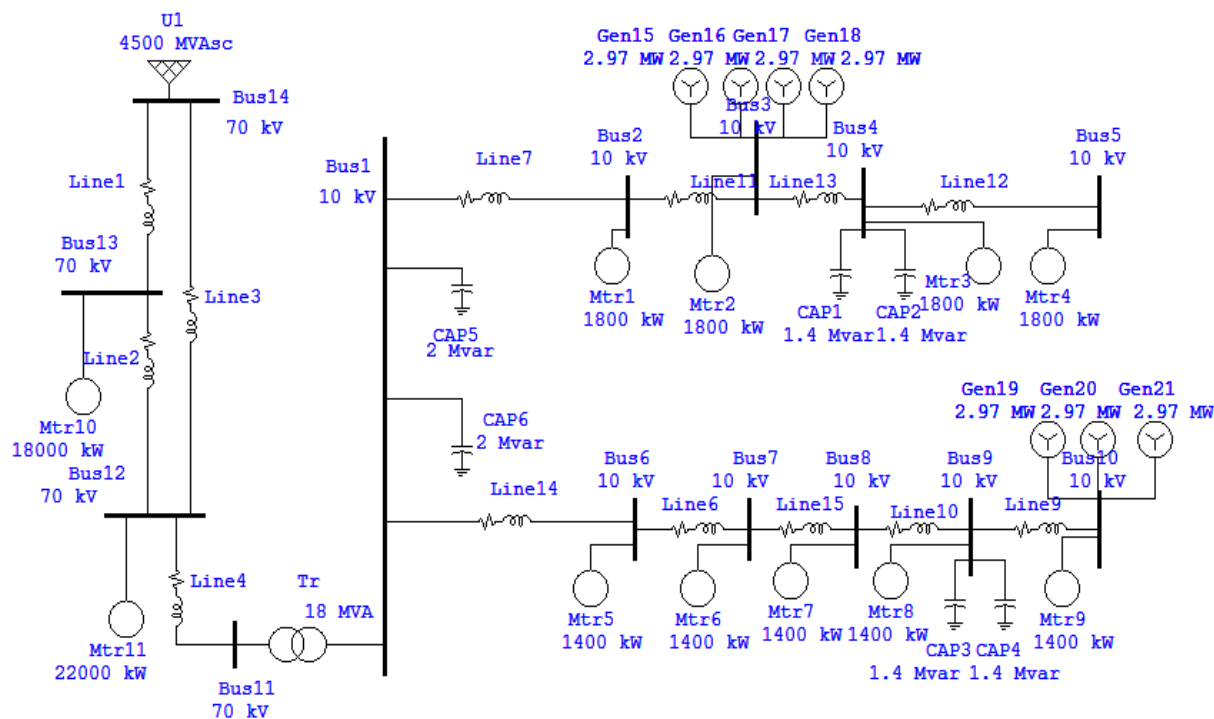 U1
4500 MVAsc
Bus14
70 kV
Line1
Bus13
70 kV
Line3
Line2
Mtr10
18000 kW
Bus12
70 kV
Line4
Mtr11
22000 kW
Bus11
70 kV
Tr
18 MVA
Bus1
10 kV
Line7
Bus2
10 kV
Mtr1
1800 kW
Line11
Gen15 Gen16 Gen17 Gen18
2.97 MW 2.97 MW 2.97 MW 2.97 MW
Bus3
10 kV
Mtr2
1800 kW
Line13
Bus4
10 kV
CAP1
1.4 Mvar
CAP2
1.4 Mvar
Mtr3
1800 kW
Line12
Bus5
10 kV
Mtr4
1800 kW
CAP5
2 Mvar
CAP6
2 Mvar
Line14
Bus6
10 kV
Mtr5
1400 kW
Line6
Bus7
10 kV
Mtr6
1400 kW
Line15
Bus8
10 kV
Mtr7
1400 kW
Line10
Bus9
10 kV
Mtr8
1400 kW
CAP3
1.4 Mvar
CAP4
1.4 Mvar
Line9
Gen19 Gen20 Gen21
2.97 MW 2.97 MW 2.97 MW
Bus10
10 kV
Mtr9
1400 kW